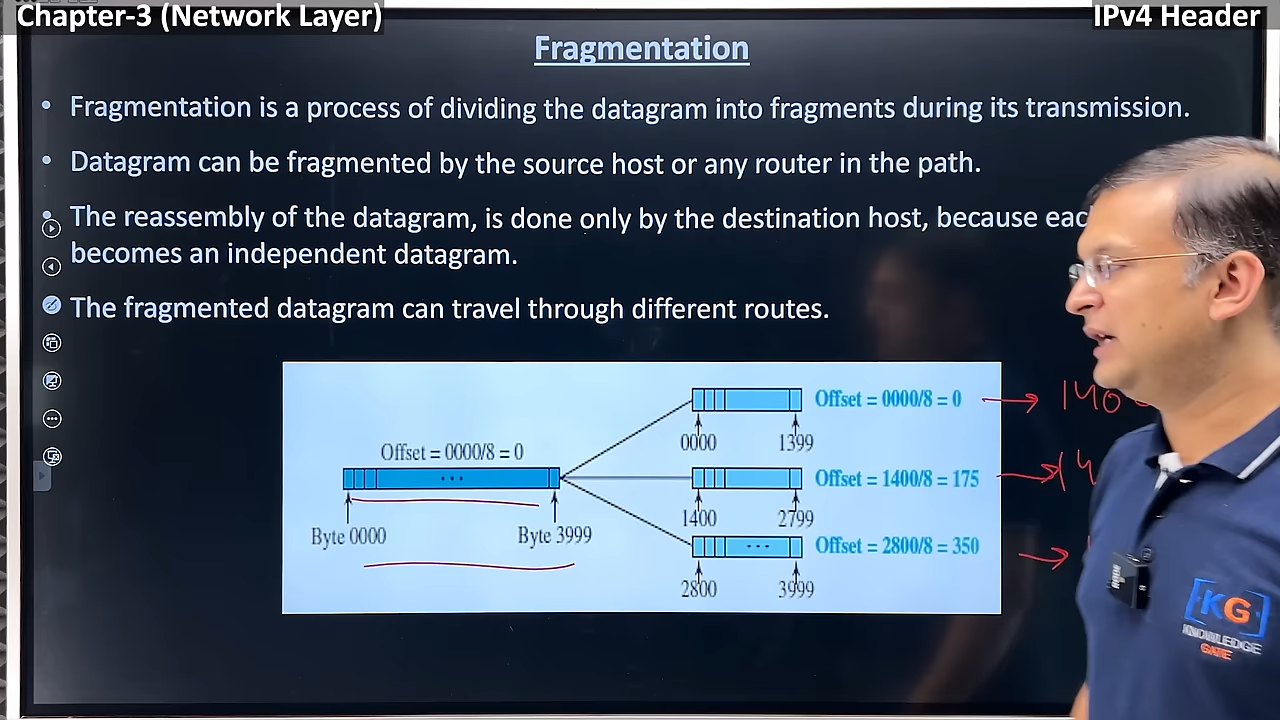 Chapter-3 (Network Layer)
IPv4 Header
Fragmentation
• Fragmentation is a process of dividing the datagram into fragments during its transmission.
• Datagram can be fragmented by the source host or any router in the path.
• The reassembly of the datagram, is done only by the destination host, because
becomes an independent datagram.
The fragmented datagram can travel through different routes.
Offset = 0000/8 = 0
Byte 0000
Byte 3999
Offset = 0000/8 = 0
0000
1399
Offset = 1400/8 = 175
1400
2799
Offset = 2800/8 = 350
2800
3999
KG
KNOWLEDGE
GATE